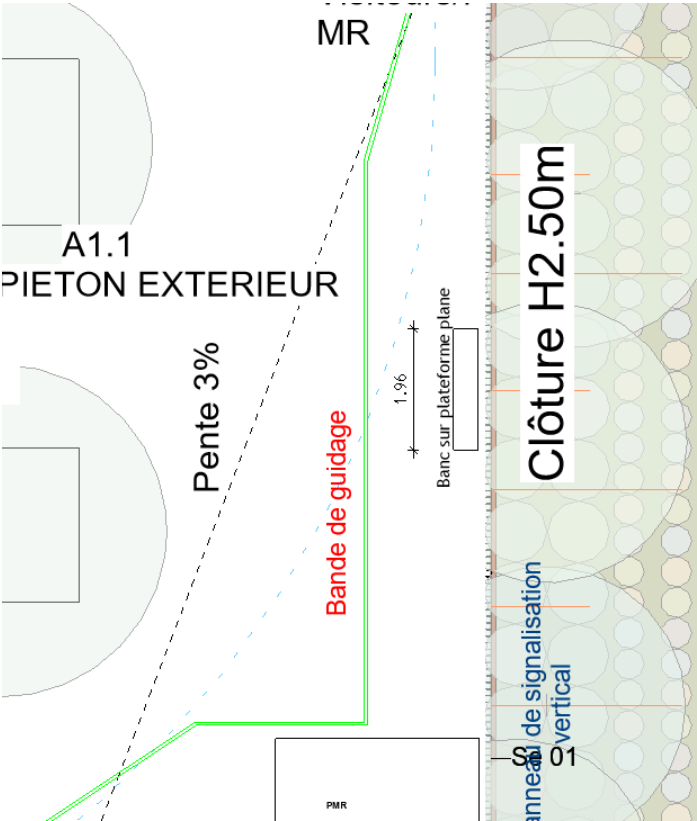 MR
A1.1
PIETON EXTERIEUR
Pente 3%
Bande de guidage
1.96
Banc sur plateforme plane
Clôture H2.50m
de signalisation
vertical
01
PMR